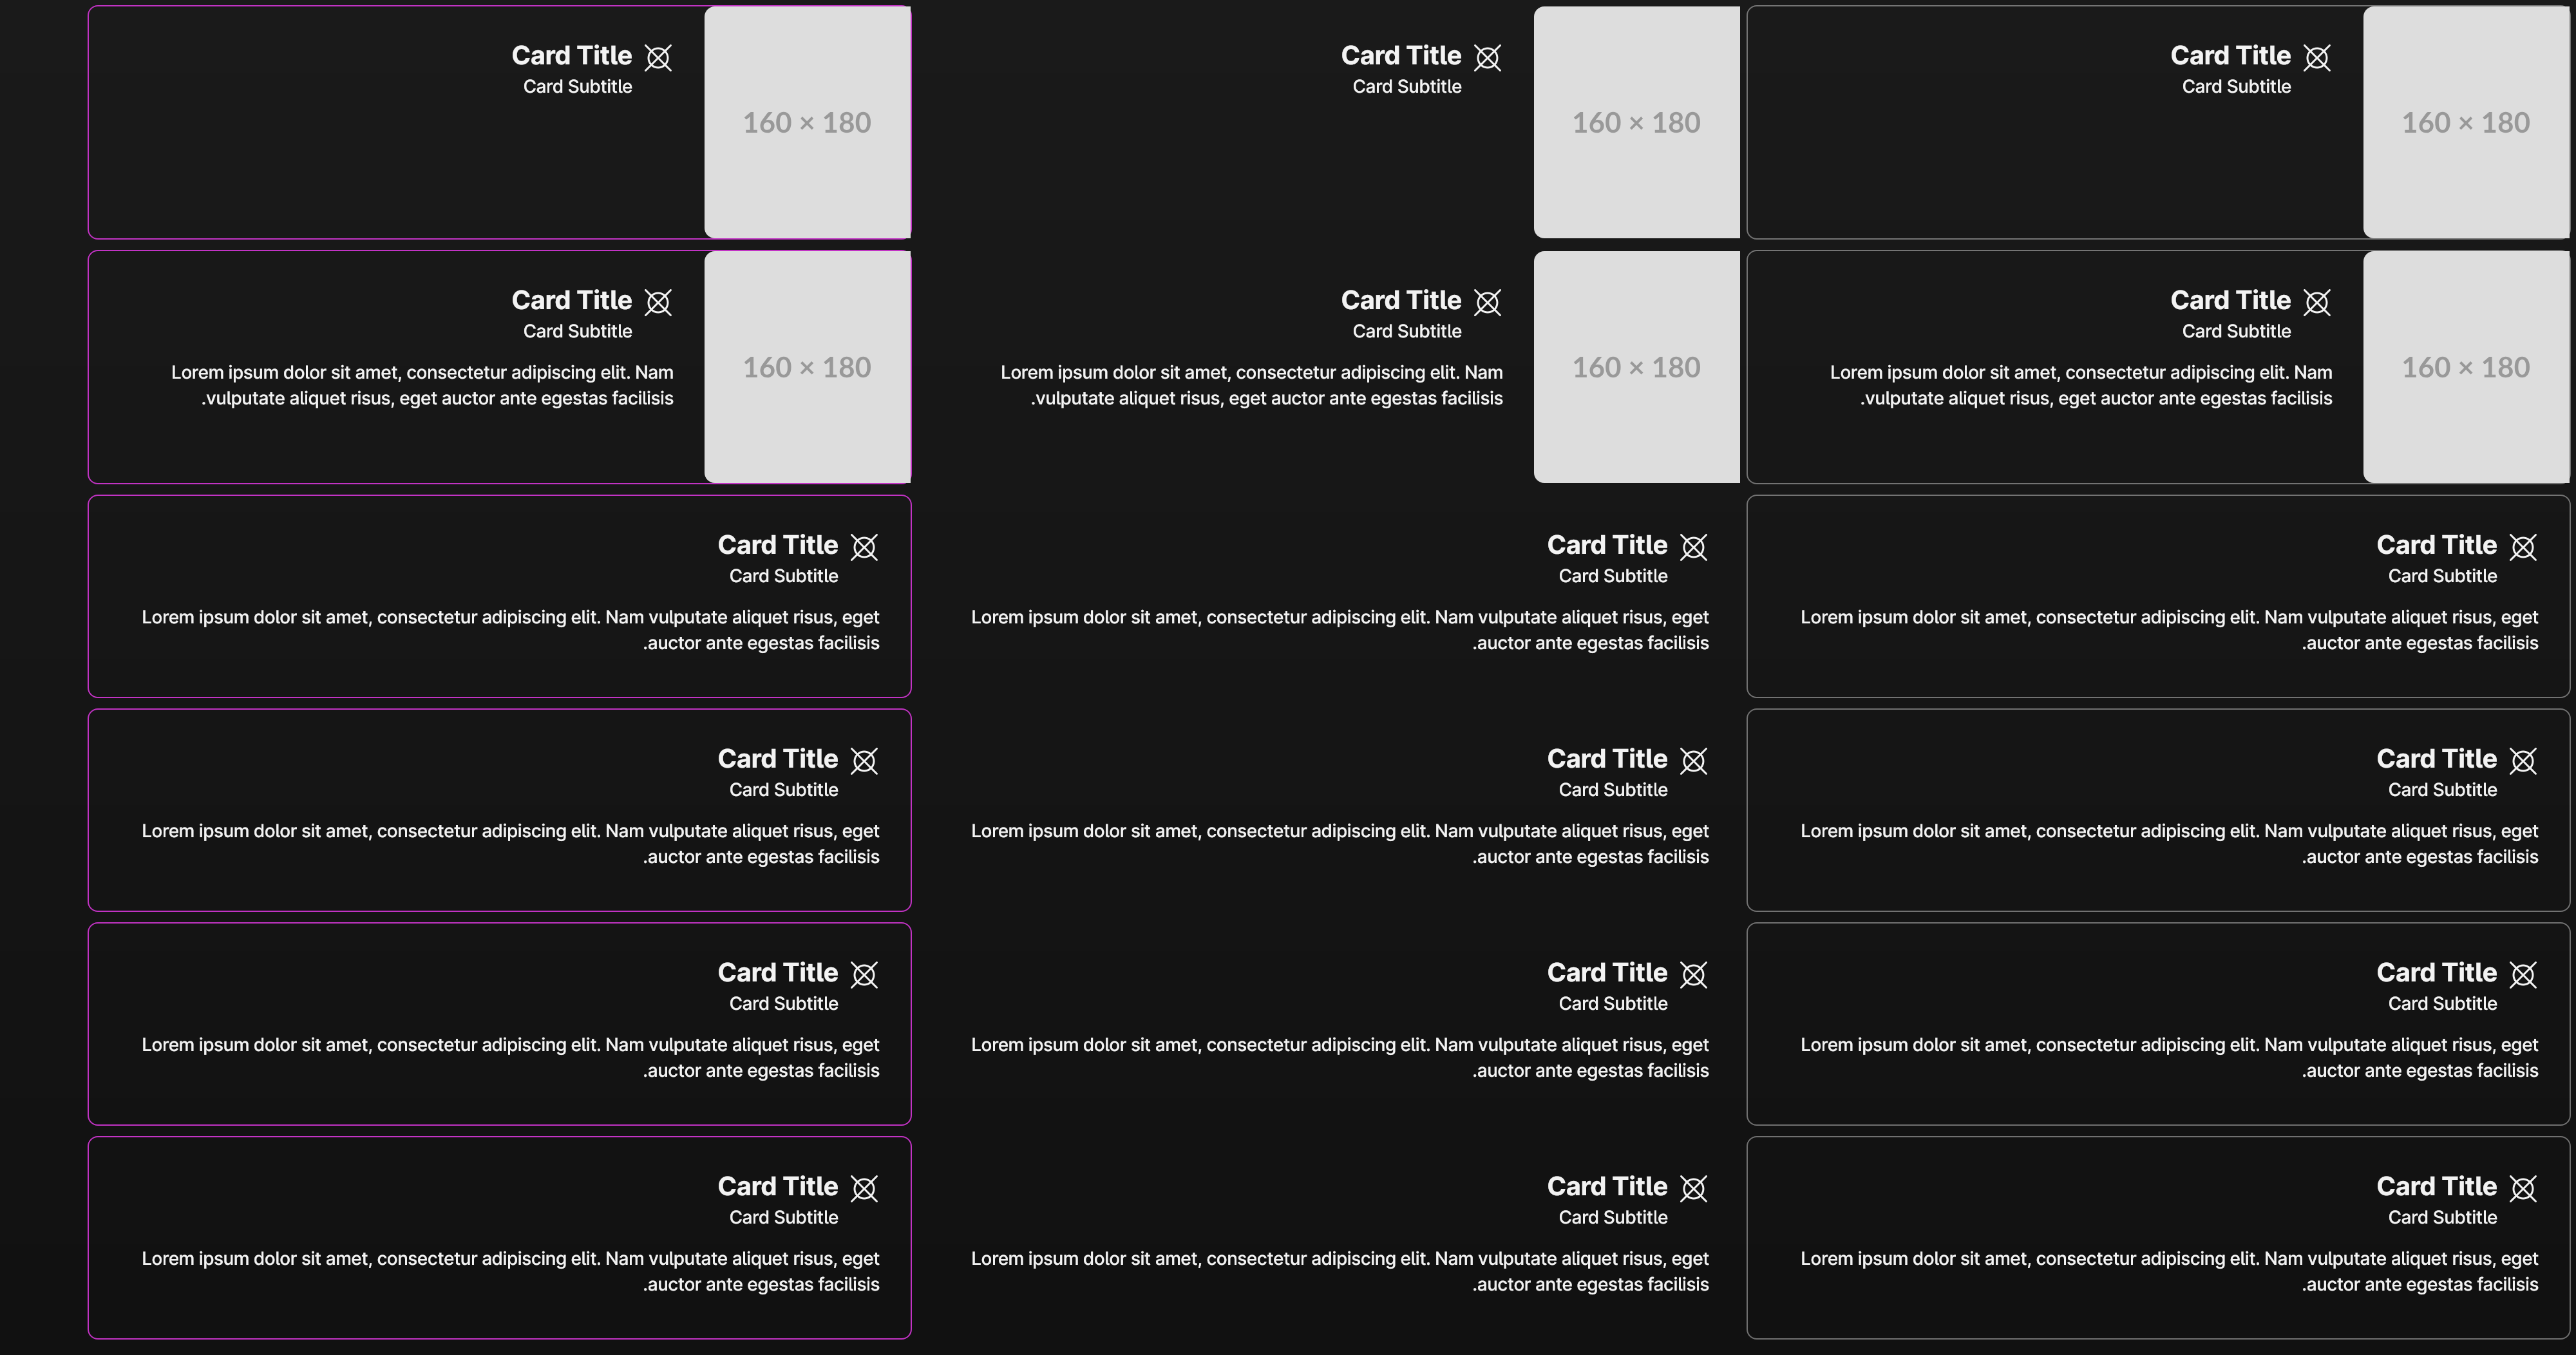 Card Title
Card Subtitle
160 × 180
Card Title
Card Subtitle
160 × 180
Card Title
Card Subtitle
160 × 180
Card Title
Card Subtitle
Lorem ipsum dolor sit amet, consectetur adipiscing elit. Nam
.vulputate aliquet risus, eget auctor ante egestas facilisis
160 × 180
Card Title
Card Subtitle
Lorem ipsum dolor sit amet, consectetur adipiscing elit. Nam
.vulputate aliquet risus, eget auctor ante egestas facilisis
160 × 180
Card Title
Card Subtitle
Lorem ipsum dolor sit amet, consectetur adipiscing elit. Nam
.vulputate aliquet risus, eget auctor ante egestas facilisis
160 × 180
Card Title
Card Subtitle
Lorem ipsum dolor sit amet, consectetur adipiscing elit. Nam vulputate aliquet risus, eget
.auctor ante egestas facilisis
Card Title
Card Subtitle
Lorem ipsum dolor sit amet, consectetur adipiscing elit. Nam vulputate aliquet risus, eget
.auctor ante egestas facilisis
Card Title
Card Subtitle
Lorem ipsum dolor sit amet, consectetur adipiscing elit. Nam vulputate aliquet risus, eget
.auctor ante egestas facilisis
Card Title
Card Subtitle
Lorem ipsum dolor sit amet, consectetur adipiscing elit. Nam vulputate aliquet risus, eget
.auctor ante egestas facilisis
Card Title
Card Subtitle
Lorem ipsum dolor sit amet, consectetur adipiscing elit. Nam vulputate aliquet risus, eget
.auctor ante egestas facilisis
Card Title
Card Subtitle
Lorem ipsum dolor sit amet, consectetur adipiscing elit. Nam vulputate aliquet risus, eget
.auctor ante egestas facilisis
Card Title
Card Subtitle
Lorem ipsum dolor sit amet, consectetur adipiscing elit. Nam vulputate aliquet risus, eget
.auctor ante egestas facilisis
Card Title
Card Subtitle
Lorem ipsum dolor sit amet, consectetur adipiscing elit. Nam vulputate aliquet risus, eget
.auctor ante egestas facilisis
Card Title
Card Subtitle
Lorem ipsum dolor sit amet, consectetur adipiscing elit. Nam vulputate aliquet risus, eget
.auctor ante egestas facilisis
Card Title
Card Subtitle
Lorem ipsum dolor sit amet, consectetur adipiscing elit. Nam vulputate aliquet risus, eget
.auctor ante egestas facilisis
Card Title
Card Subtitle
Lorem ipsum dolor sit amet, consectetur adipiscing elit. Nam vulputate aliquet risus, eget
.auctor ante egestas facilisis
Card Title
Card Subtitle
Lorem ipsum dolor sit amet, consectetur adipiscing elit. Nam vulputate aliquet risus, eget
.auctor ante egestas facilisis